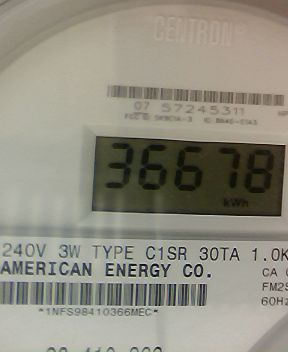 CENTRON
07 57245311
36678
kWh
240V 3W TYPE C1SR 30TA 1.0K
AMERICAN ENERGY CO.
CA
FM2S
60Hz
*1NFS98410366MEC*